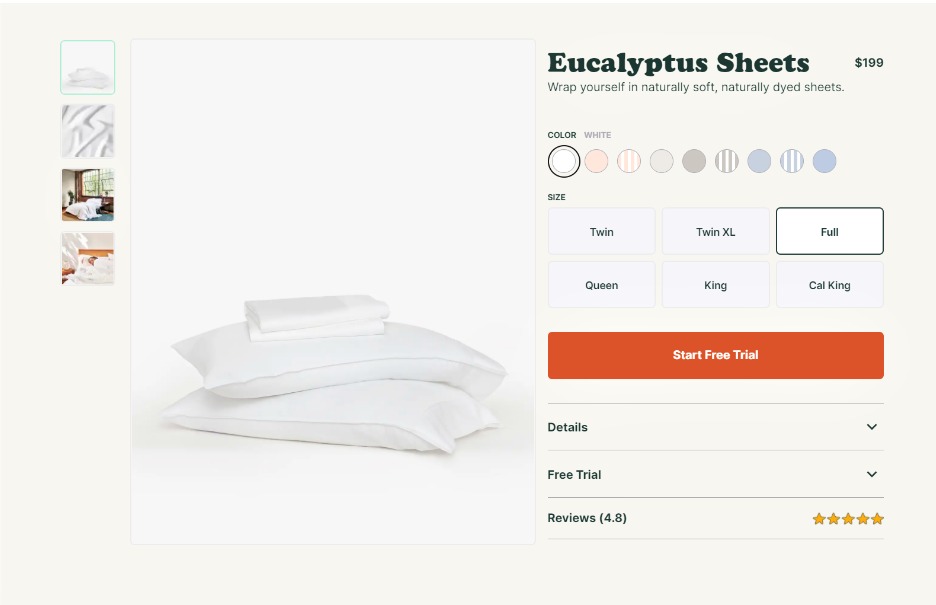 Eucalyptus Sheets
$199
Wrap yourself in naturally soft, naturally dyed sheets.
COLOR WHITE
SIZE
Twin
Twin XL
Full
Queen
King
Cal King
Start Free Trial
Details
Free Trial
Reviews (4.8)